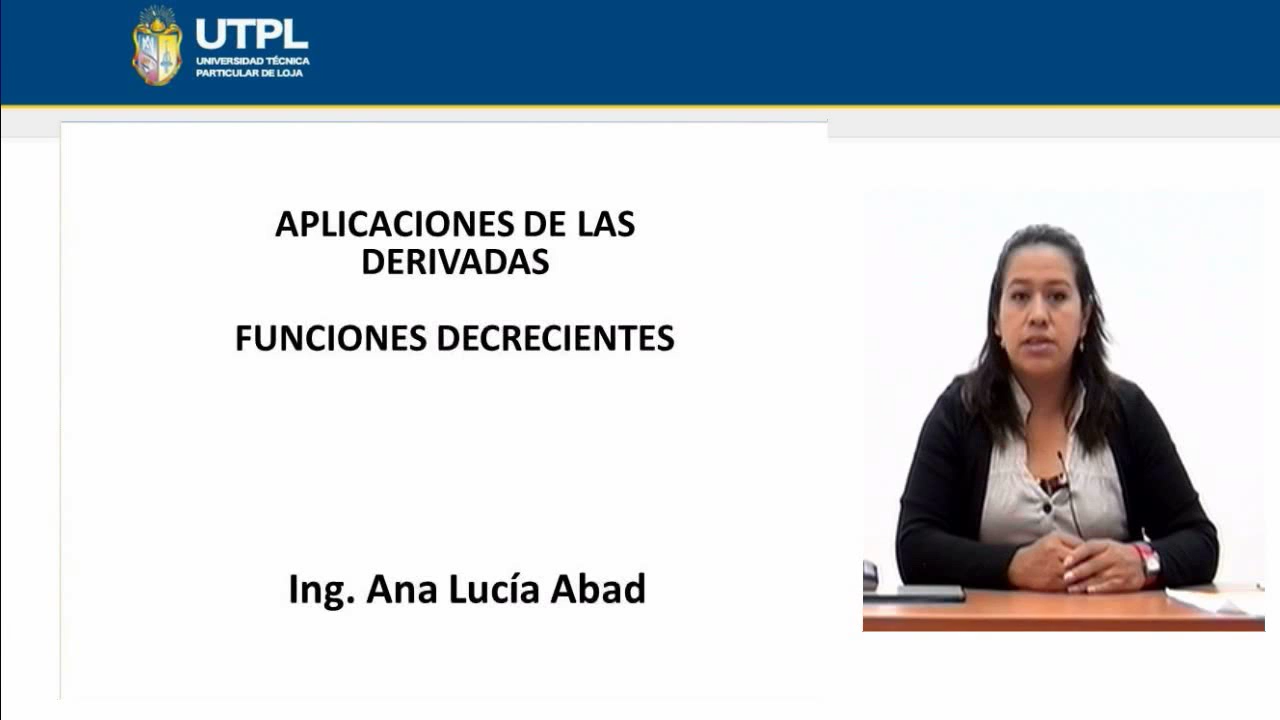 UTPL
UNIVERSIDAD TÉCNICA
PARTICULAR DE LOJA
APLICACIONES DE LAS
DERIVADAS
FUNCIONES DECRECIENTES
Ing. Ana Lucía Abad